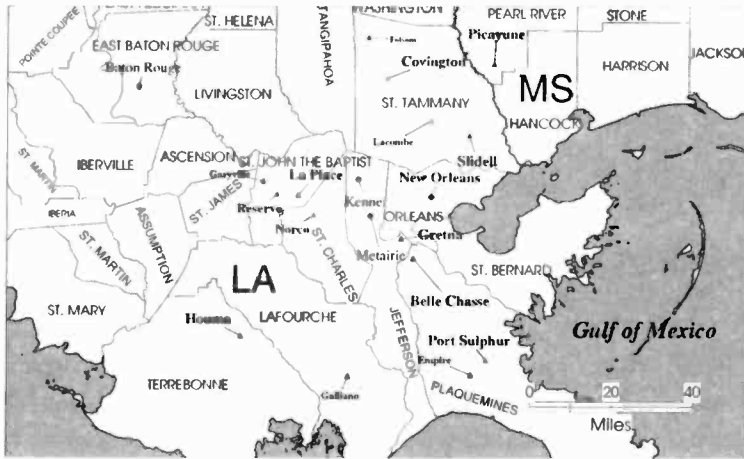 ST. HELENA
WASHINGTON
PEARL RIVER
STONE
POINTE COUPEE
TANGIPAHOA
Picayune
EAST BATON ROUGE
Folsom
JACKSON
Baton Rouge
Covington
HARRISON
LIVINGSTON
ST. TAMMANY
MS
HANCOCK
Lacombe
ST. MARTIN
IBERVILLE
ASCENSION
ST. JOHN THE BAPTIST
Slidell
Garyville
La Place
New Orleans
ST. JAMES
Reserve
Kenner
ORLEANS
IBERIA
ASSUMPTION
Norco
Gretna
ST. MARTIN
ST. CHARLES
Metairie
ST. BERNARD
LA
Belle Chasse
ST. MARY
Houma
LAFOURCHE
JEFFERSON
Port Sulphur
Gulf of Mexico
Empire
TERREBONNE
Galliano
PLAQUEMINES
0 20 40
Miles